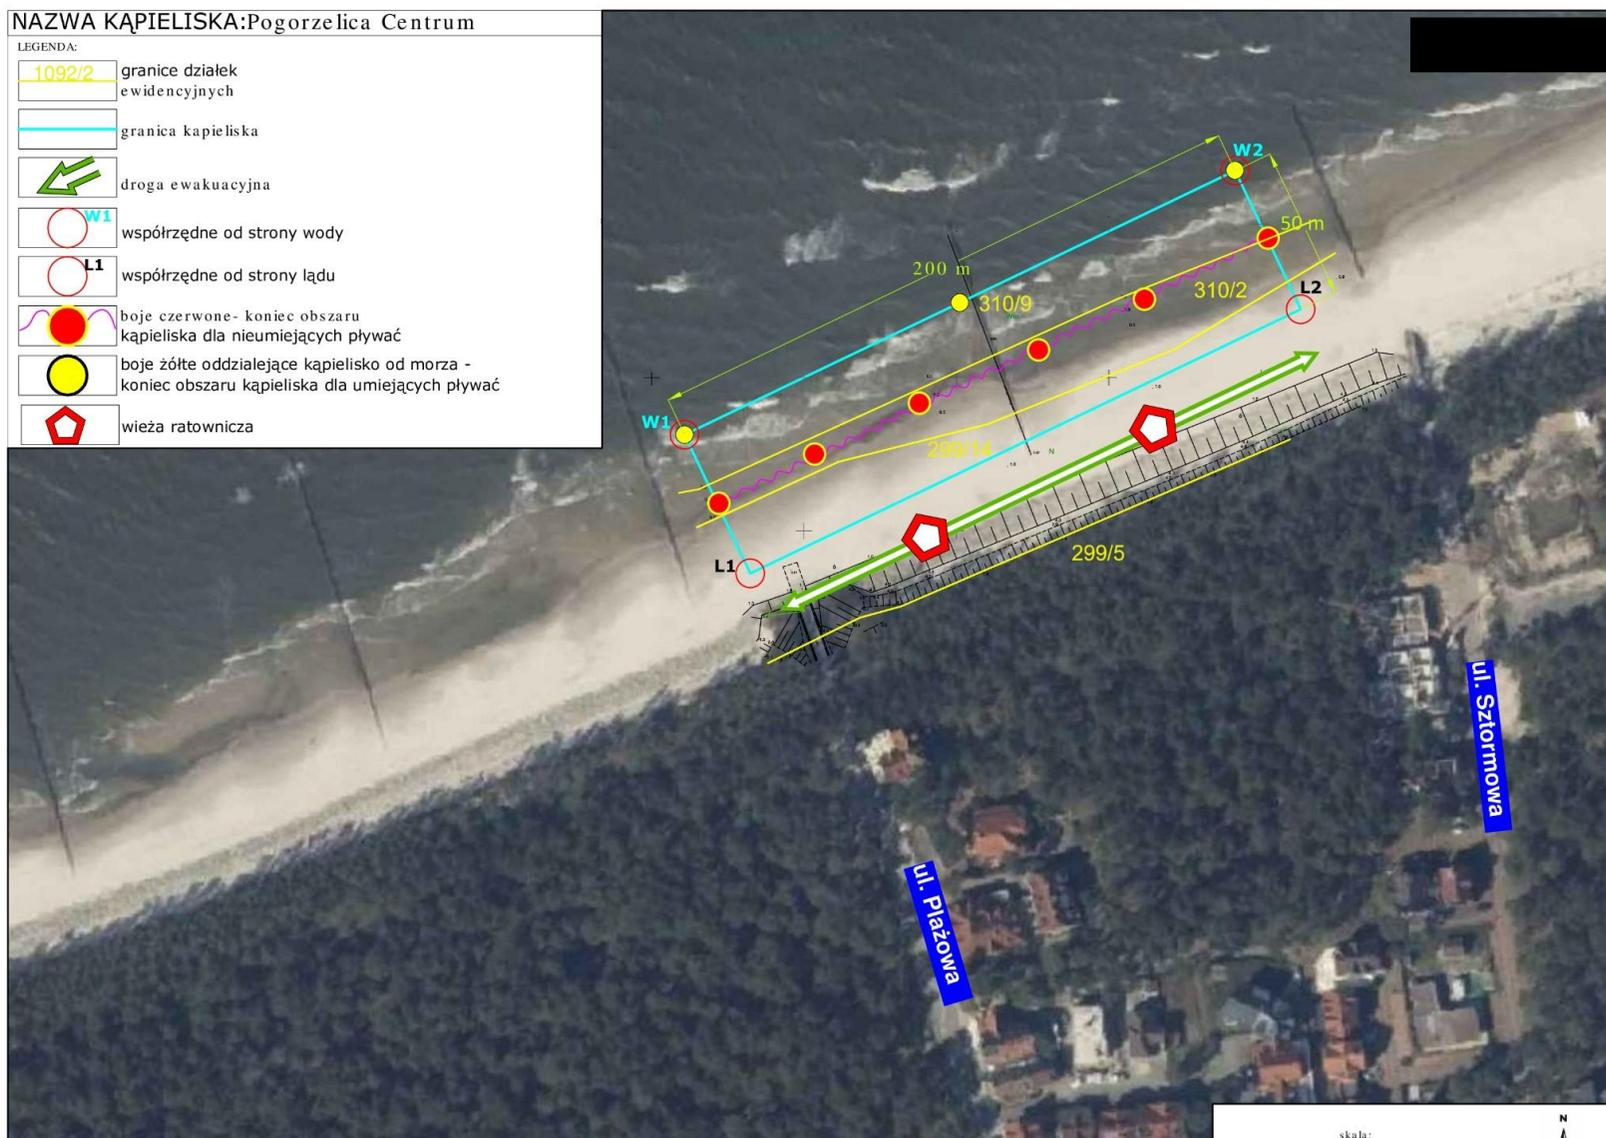 NAZWA KĄPIELISKA:Pogorzelica Centrum
LEGENDA:
1092/2
granice działek
ewidencyjnych
granica kapieliska
droga ewakuacyjna
W1
współrzędne od strony wody
L1
współrzędne od strony lądu
boje czerwone- koniec obszaru
kąpieliska dla nieumiejących pływać
boje żółte oddzialejące kąpielisko od morza -
koniec obszaru kąpieliska dla umiejących pływać
wieża ratownicza
W2
50 m
200 m
310/9
310/2
L2
W1
299/14
L1
299/5
ul. Sztormowa
ul. Plażowa
skala:
N